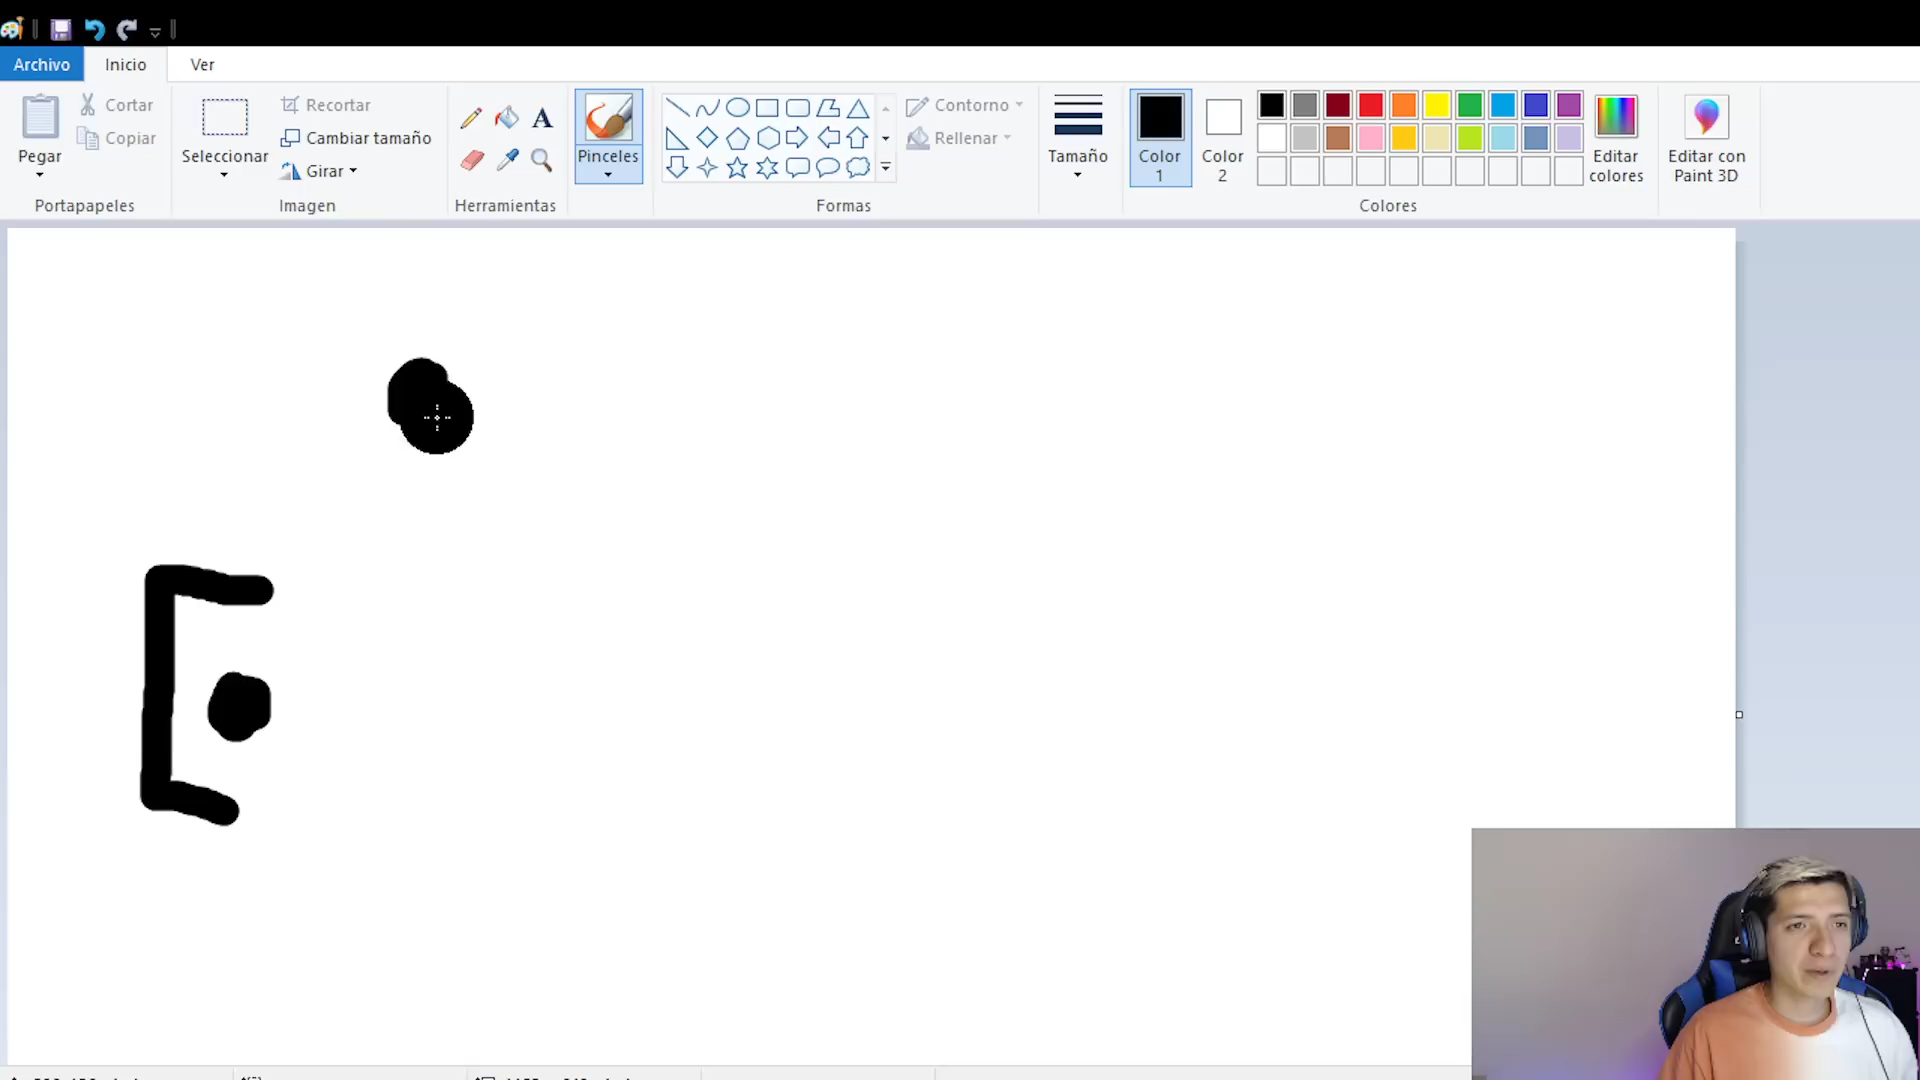 Archivo Inicio Ver
Pegar
Cortar
Copiar
Portapapeles
Seleccionar
Recortar
Cambiar tamaño
Girar
Imagen
A
Herramientas
Pinceles
Formas
Contorno
Rellenar
Tamaño
Color
1
Color
2
Editar
colores
Colores
Editar con
Paint 3D